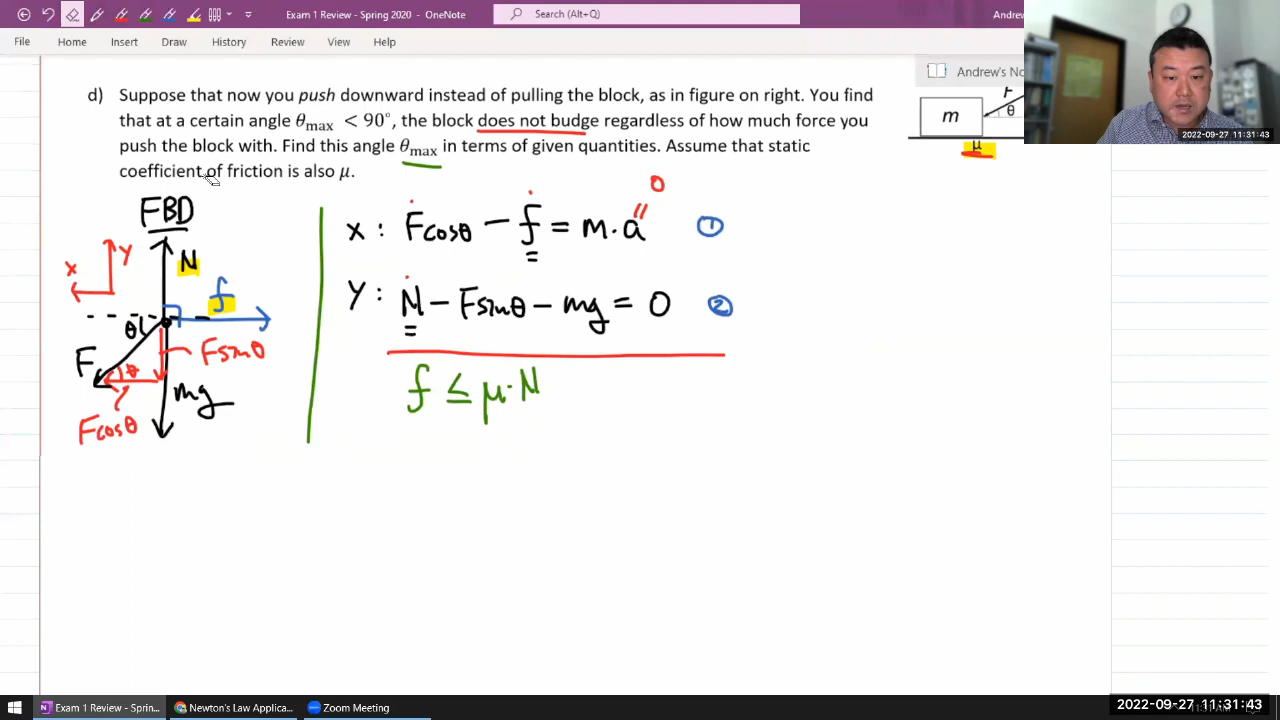 Exam 1 Review - Spring 2020 - OneNote
Search (Alt+Q)
Andrew
File Home Insert Draw History Review View Help
Andrew's No
d) Suppose that now you push downward instead of pulling the block, as in figure on right. You find
that at a certain angle θmax < 90°, the block does not budge regardless of how much force you
push the block with. Find this angle θmax in terms of given quantities. Assume that static
coefficient of friction is also μ.
F
θ
m
μ
2022-09-27 11:31:43
FBD
N
x
Y
f
θ
F
Fsinθ
θ
mg
Fcosθ
x : Fcosθ - f = m·a 0 ①
Y : N - Fsinθ - mg = 0 ②
f ≤ μ·N
Exam 1 Review - Sprin...
Newton's Law Applica...
Zoom Meeting
2022-09-27 11:31:43